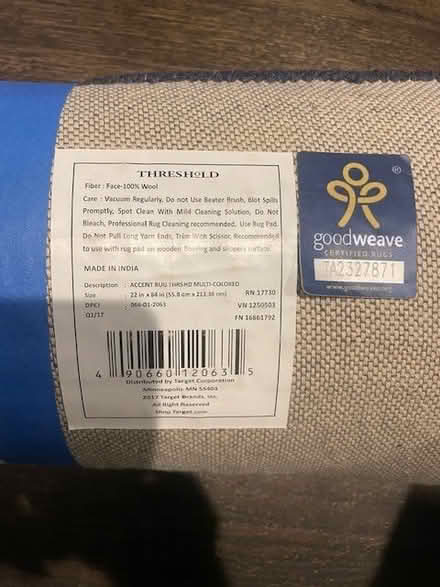 THRESHOLD
Fiber : Face-100% Wool
Care : Vacuum Regularly, Do not Use Beater Brush, Blot Spills
Promptly, Spot Clean With Mild Cleaning Solution, Do Not
Bleach, Professional Rug Cleaning recommended. Use Rug Pad.
Do Not Pull Long Yarn Ends, Trim With Scissor, Recommended
to use with rug pad on wooden flooring and slippery surface.
MADE IN INDIA
Description : ACCENT RUG THRSHD MULTI-COLORED
Size : 22 in x 84 in (55.8 cm x 213.36 cm)
DPCI : 066-01-2063
Q1/17
RN 17730
VN 1250503
FN 16661792
4 90660 12063 5
Distributed by Target Corporation
Minneapolis MN 55403
2017 Target Brands, Inc.
All Right Reserved
Shop Target.com
®
goodweave
CERTIFIED RUGS
TA2327871
www.goodweave.net